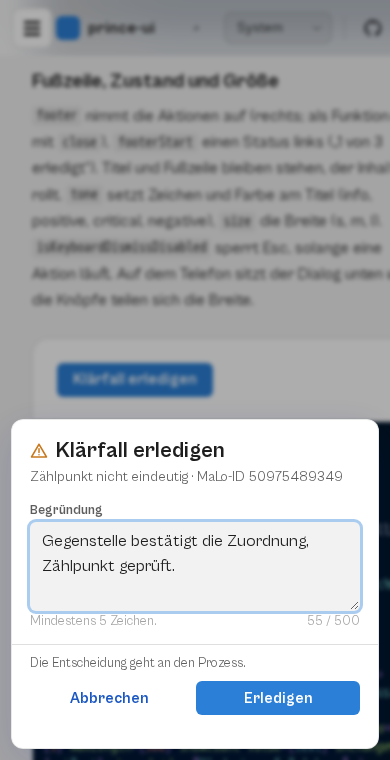 prince-ui
System
Fußzeile, Zustand und Größe
footer nimmt die Aktionen auf (rechts; als Funktion
mit close). footerStart einen Status links („1 von 3
erledigt"). Titel und Fußzeile bleiben stehen, der Inhalt
rollt. tone setzt Zeichen und Farbe am Titel (info,
positive, critical, negative), size die Breite (s, m, l).
isKeyboardDismissDisabled sperrt Esc, solange eine
Aktion läuft. Auf dem Telefon sitzt der Dialog unten
die Knöpfe teilen sich die Breite.
Klärfall erledigen
Klärfall erledigen
Zählpunkt nicht eindeutig · MaLo-ID 50975489349
Begründung
Gegenstelle bestätigt die Zuordnung,
Zählpunkt geprüft.
Mindestens 5 Zeichen.
55 / 500
Die Entscheidung geht an den Prozess.
Abbrechen
Erledigen